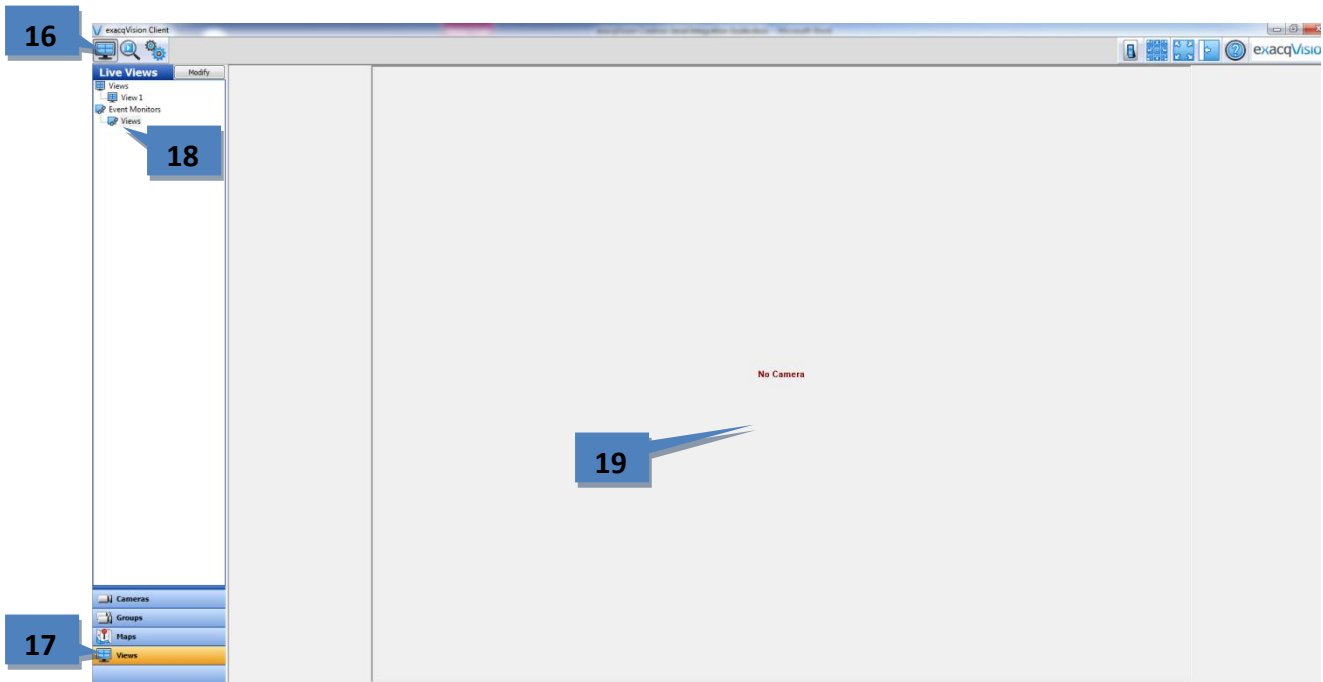 16
exacqVision Client
exacqVisio
Live Views Modify
Views
View 1
Event Monitors
Views
18
No Camera
19
Cameras
Groups
Maps
17
Views